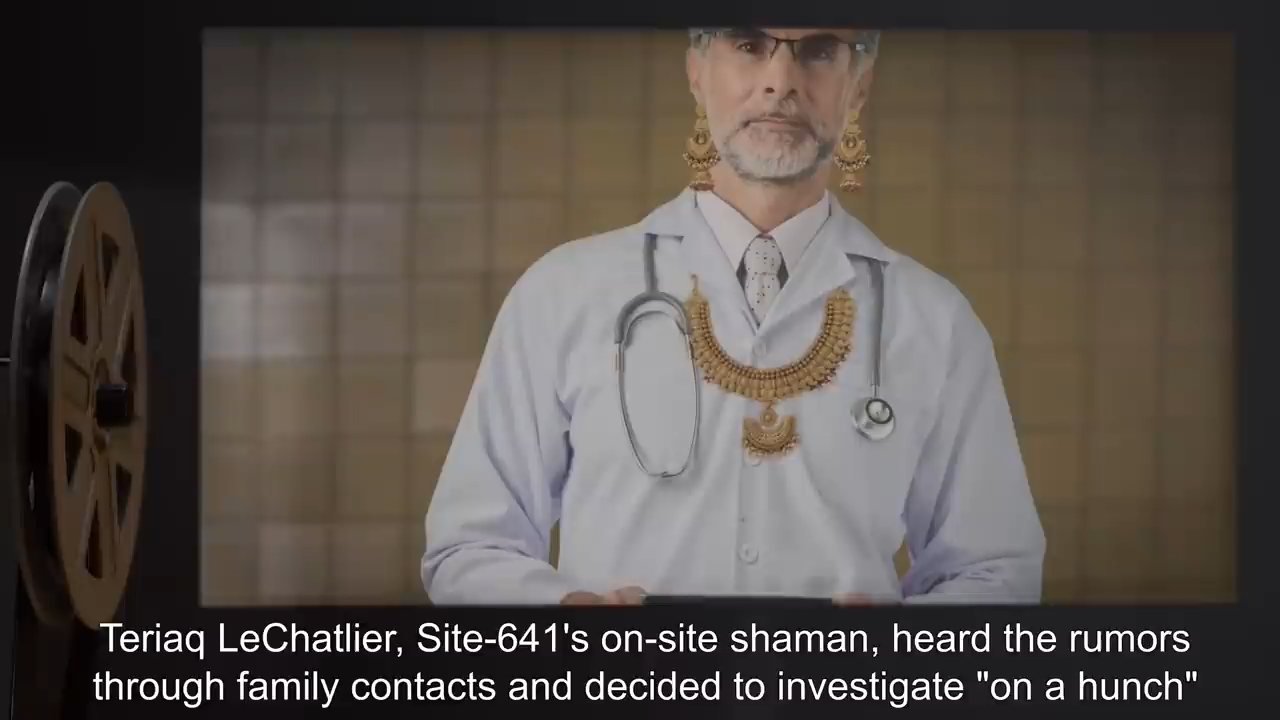 Teriaq LeChatlier, Site-641's on-site shaman, heard the rumors
through family contacts and decided to investigate "on a hunch"